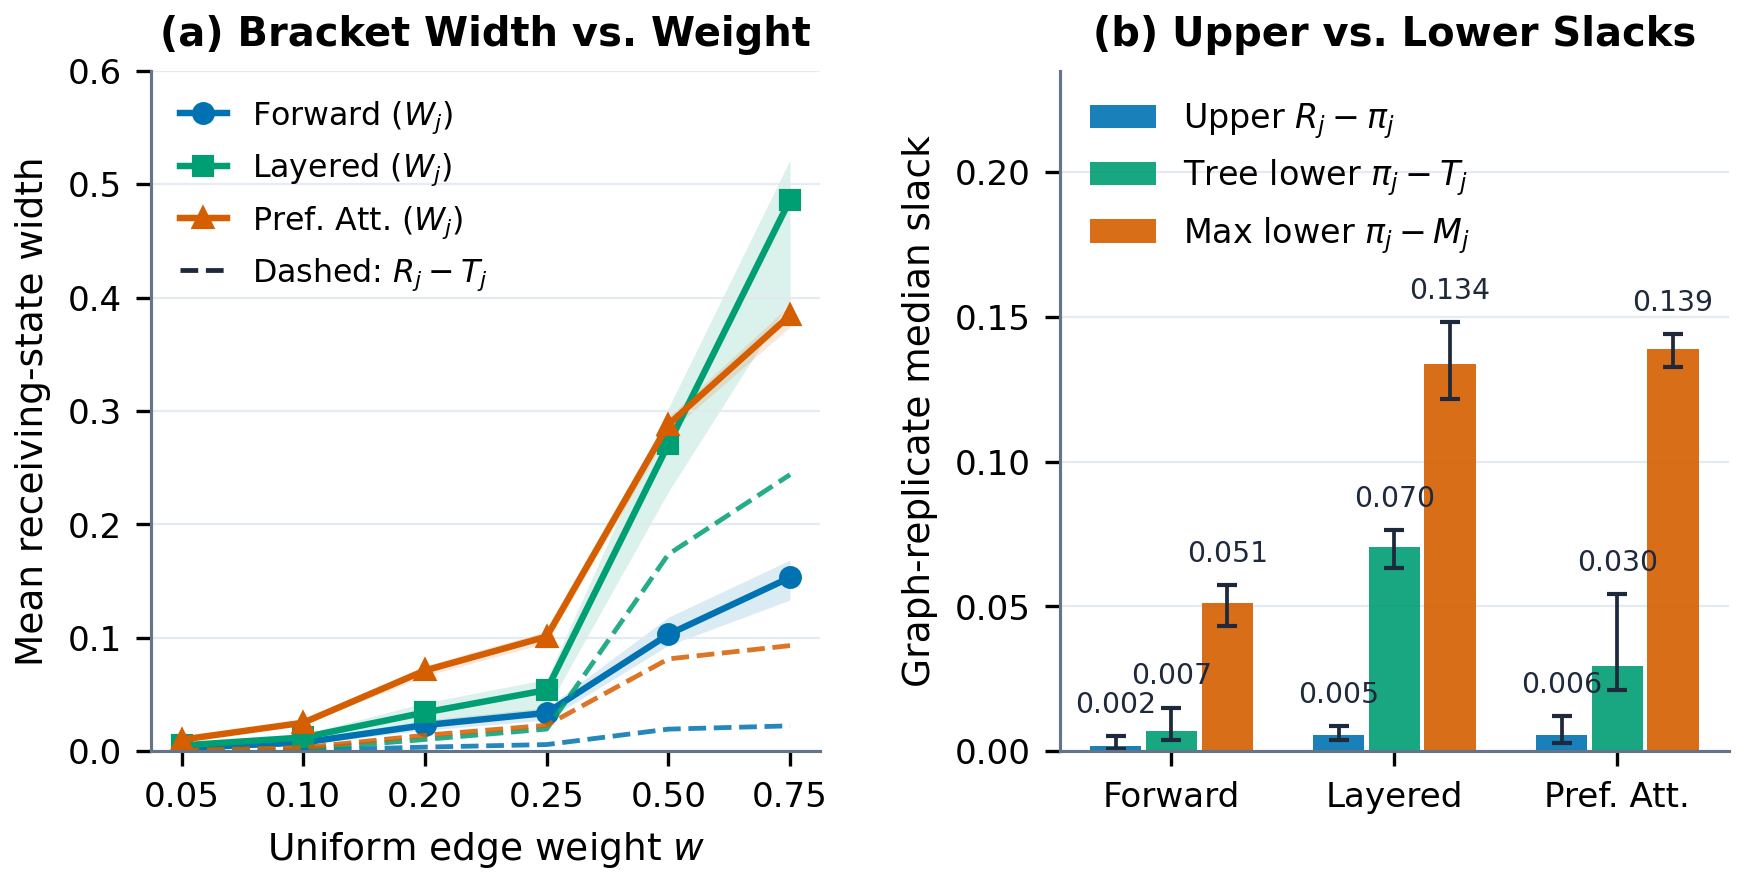 (a) Bracket Width vs. Weight
Mean receiving-state width
0.6
0.5
0.4
0.3
0.2
0.1
0.0
Forward (W_j)
Layered (W_j)
Pref. Att. (W_j)
Dashed: R_j − T_j
0.05 0.10 0.20 0.25 0.50 0.75
Uniform edge weight w
(b) Upper vs. Lower Slacks
Graph-replicate median slack
0.20
0.15
0.10
0.05
0.00
Upper R_j − π_j
Tree lower π_j − T_j
Max lower π_j − M_j
0.002
0.007
0.051
0.005
0.070
0.134
0.006
0.030
0.139
Forward Layered Pref. Att.